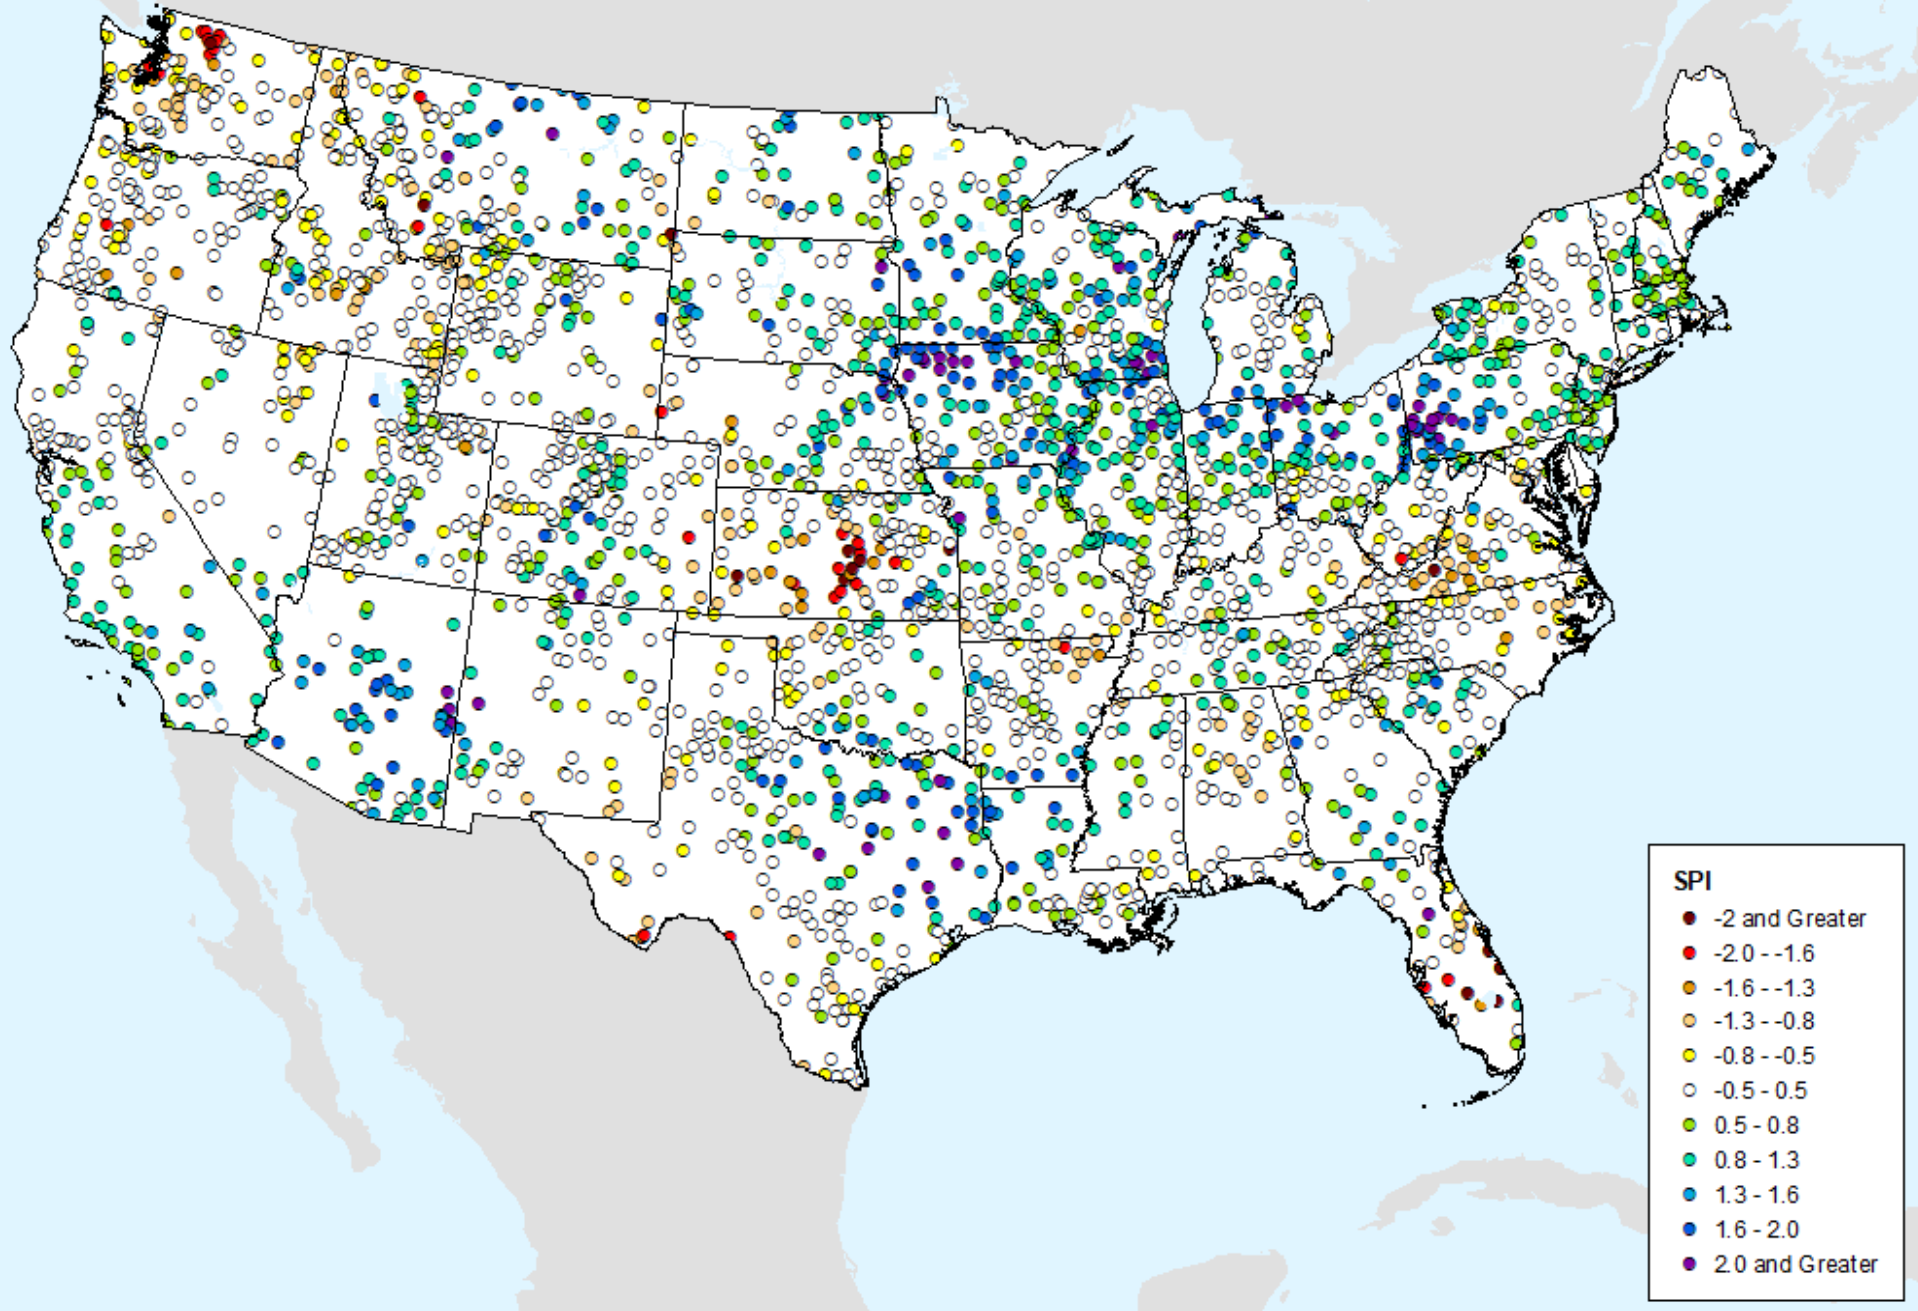 SPI
-2 and Greater
-2.0 - -1.6
-1.6 - -1.3
-1.3 - -0.8
-0.8 - -0.5
-0.5 - 0.5
0.5 - 0.8
0.8 - 1.3
1.3 - 1.6
1.6 - 2.0
2.0 and Greater